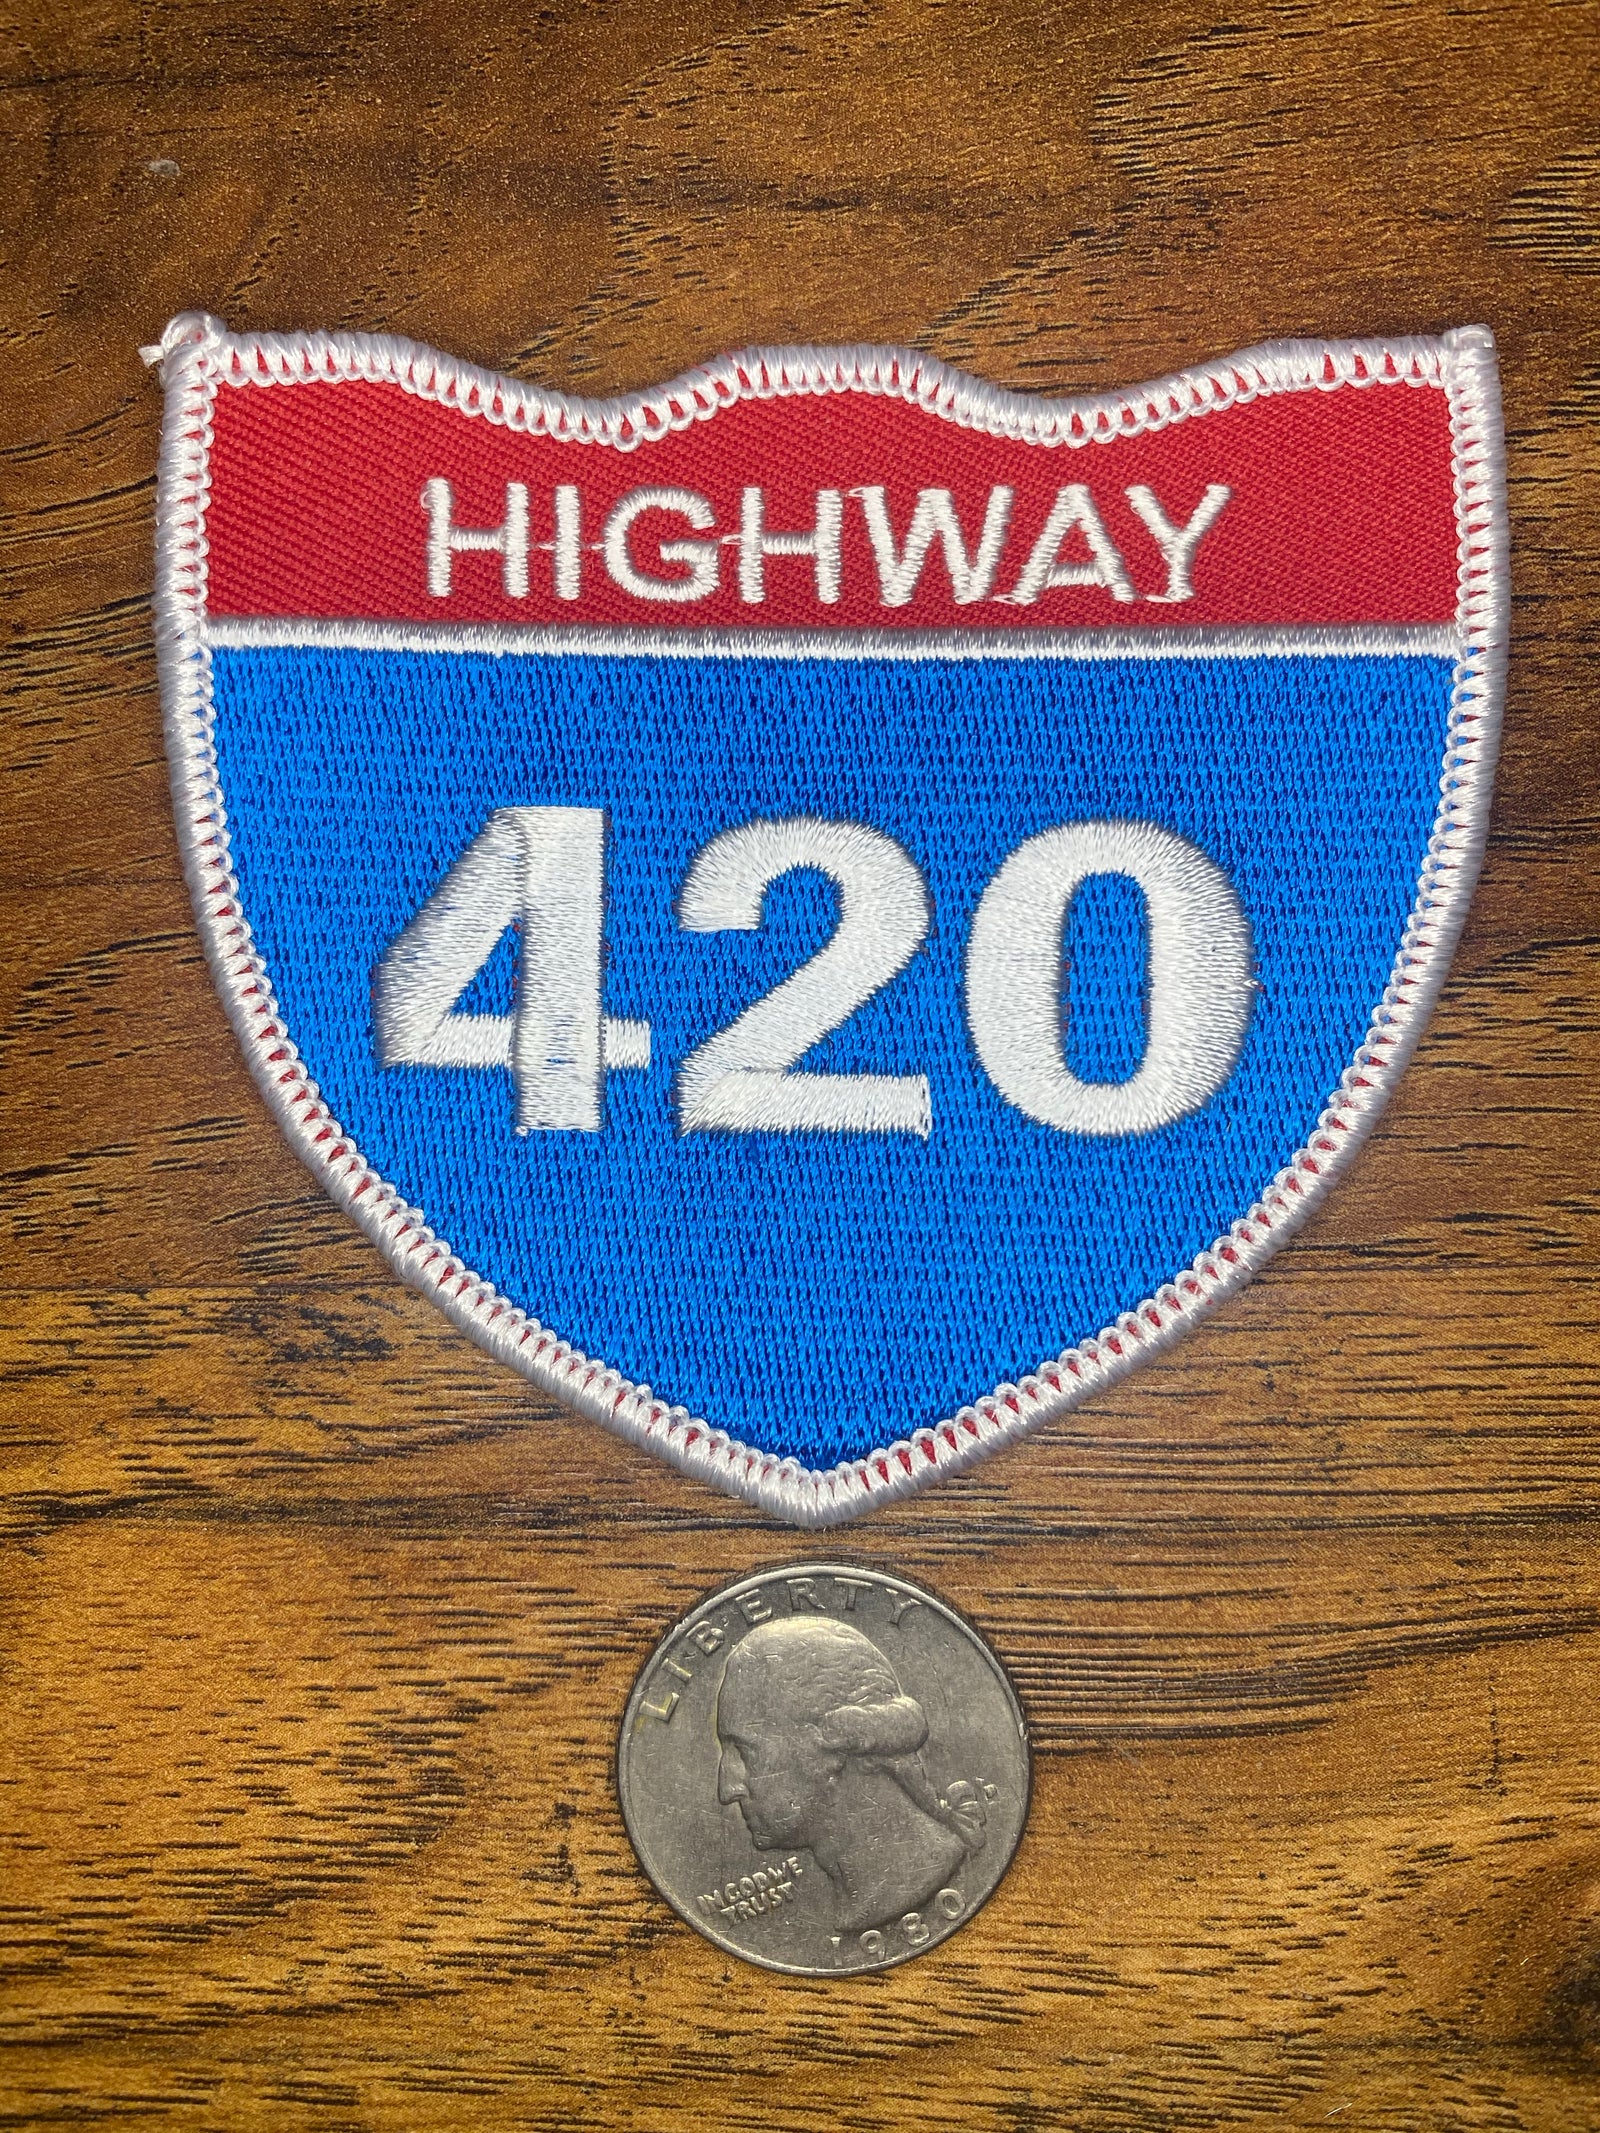 HIGHWAY
420
LIBERTY
IN GOD WE
TRUST
P
1980